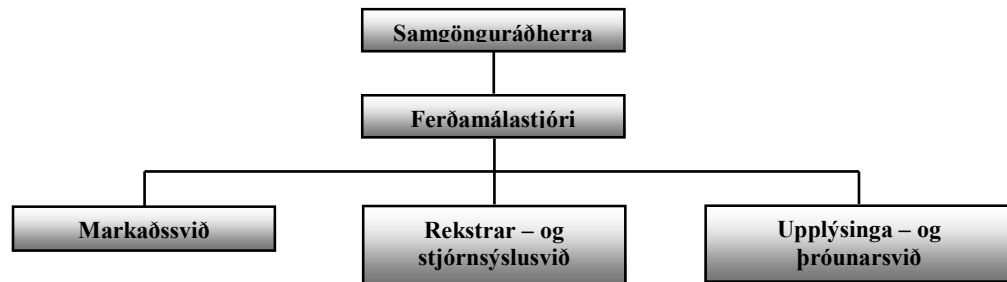 Samgönguráðherra
Ferðamálastjóri
Markaðssvið
Rekstrar – og
stjórnsýslusvið
Upplýsinga – og
þróunarsvið